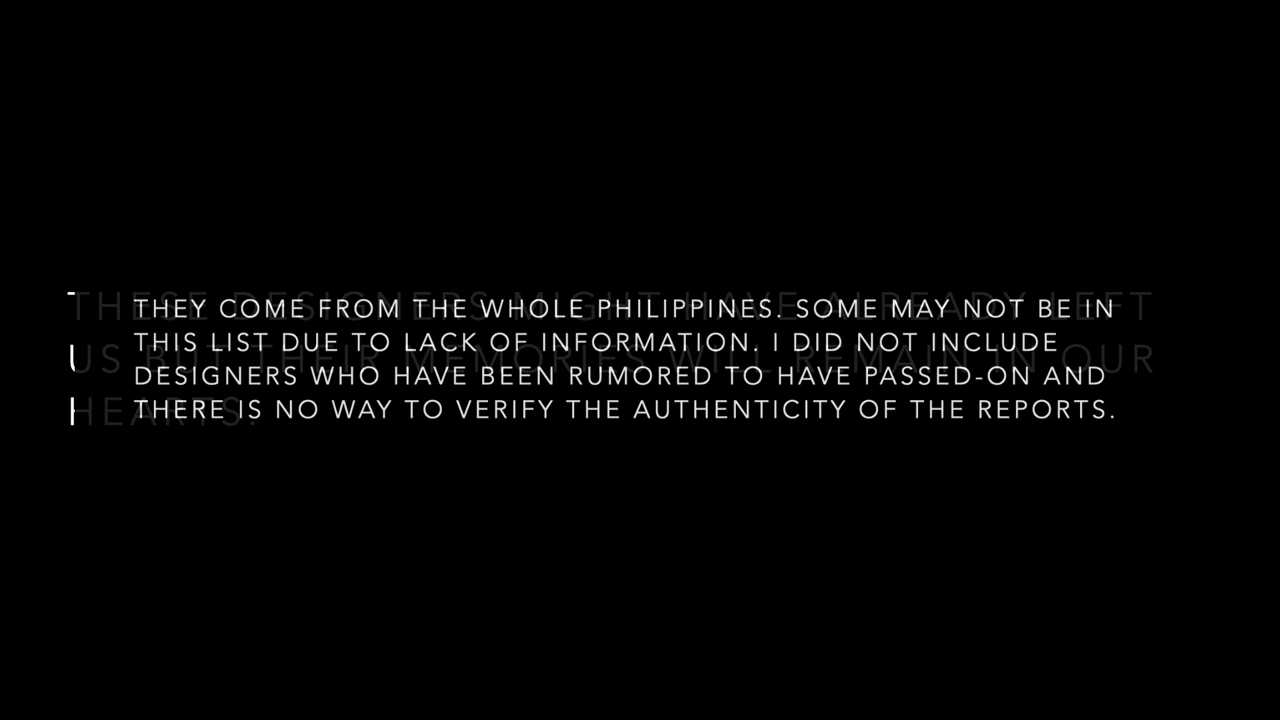 THESE DESIGNERS MIGHT HAVE ALREADY LEFT
US BUT THEIR MEMORIES WILL REMAIN IN OUR
HEARTS.
THEY COME FROM THE WHOLE PHILIPPINES. SOME MAY NOT BE IN
THIS LIST DUE TO LACK OF INFORMATION. I DID NOT INCLUDE
DESIGNERS WHO HAVE BEEN RUMORED TO HAVE PASSED-ON AND
THERE IS NO WAY TO VERIFY THE AUTHENTICITY OF THE REPORTS.